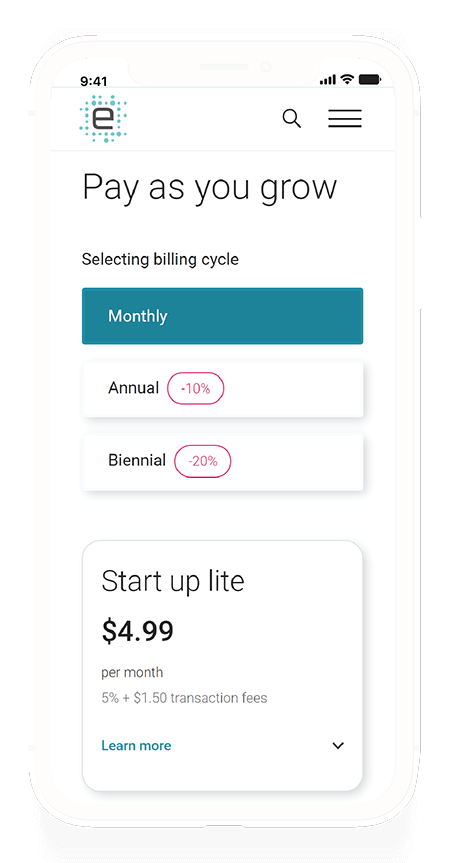 9:41
e
Pay as you grow
Selecting billing cycle
Monthly
Annual -10%
Biennial -20%
Start up lite
$4.99
per month
5% + $1.50 transaction fees
Learn more